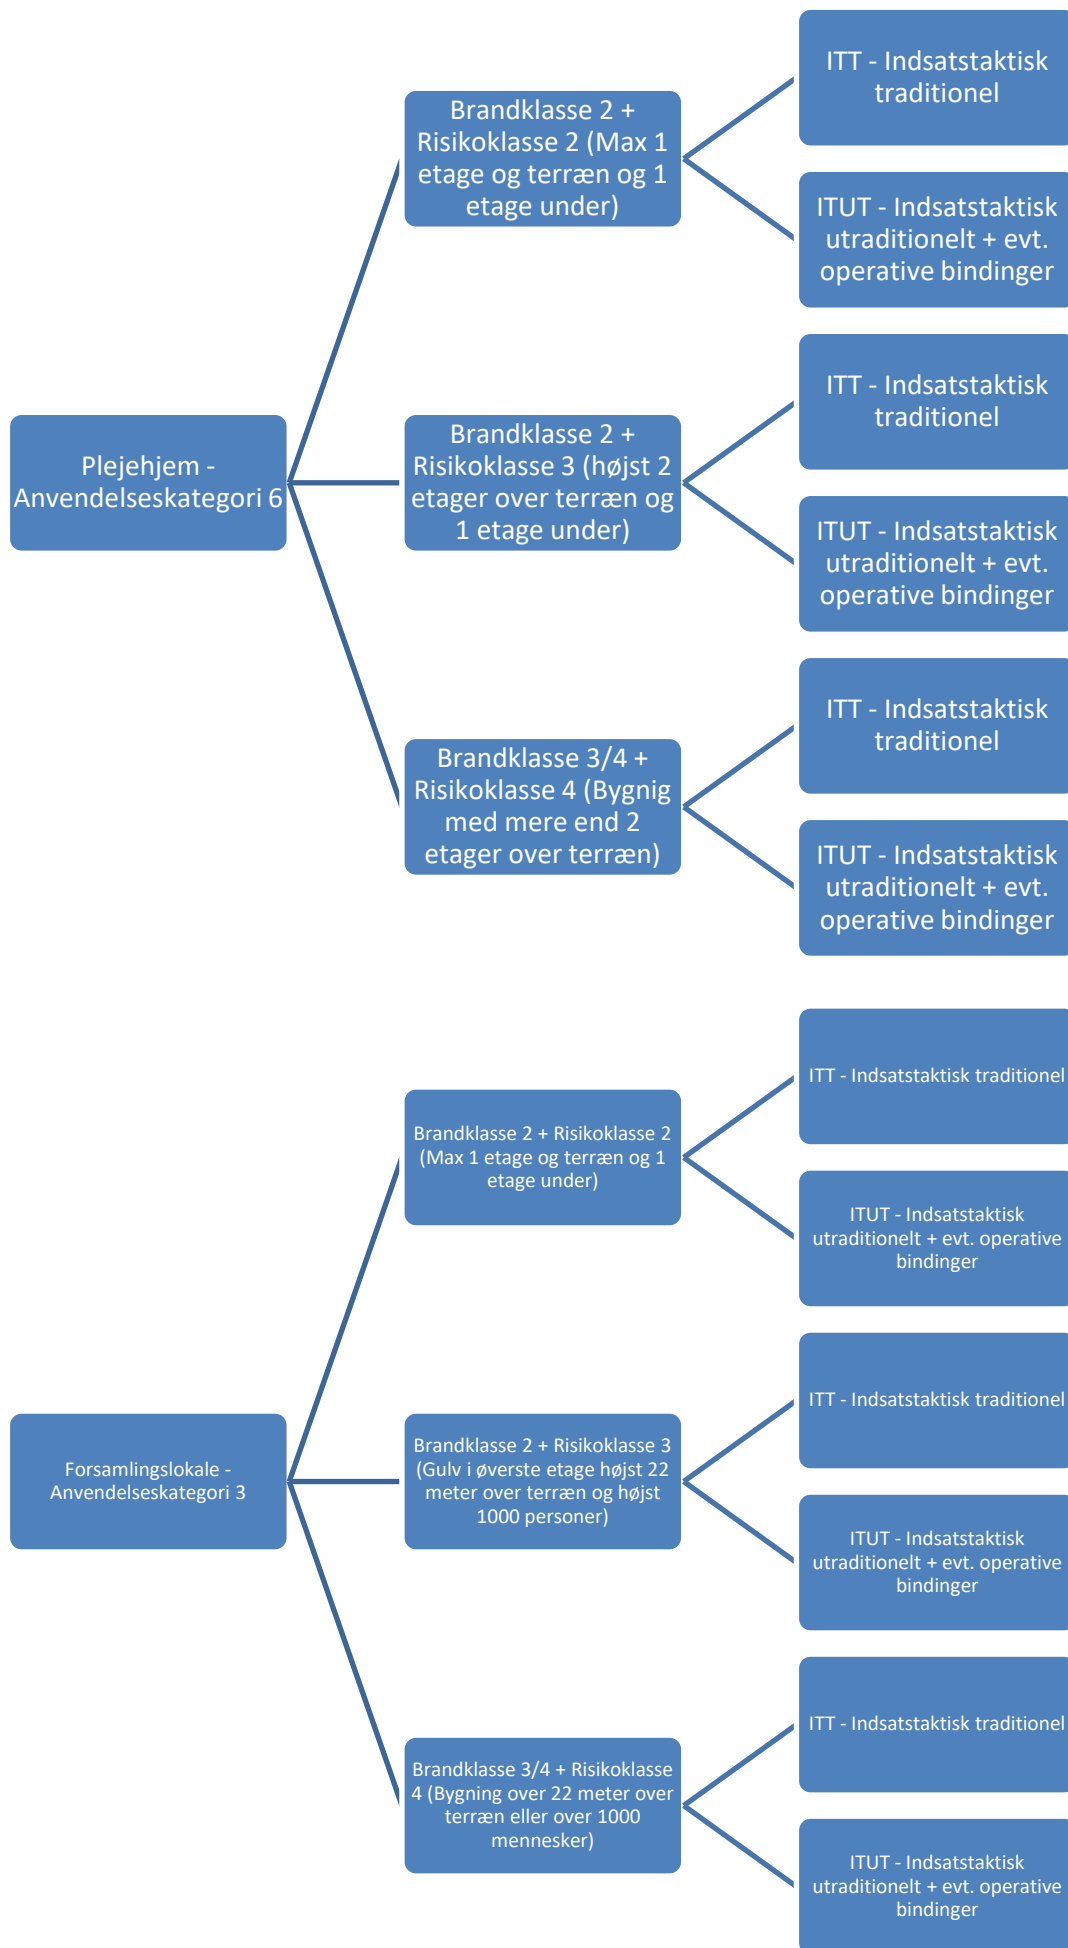 Plejehjem -
Anvendelseskategori 6
Brandklasse 2 +
Risikoklasse 2 (Max 1
etage og terræn og 1
etage under)
ITT - Indsatstaktisk
traditionel
ITUT - Indsatstaktisk
utraditionelt + evt.
operative bindinger
Brandklasse 2 +
Risikoklasse 3 (højst 2
etager over terræn og
1 etage under)
ITT - Indsatstaktisk
traditionel
ITUT - Indsatstaktisk
utraditionelt + evt.
operative bindinger
Brandklasse 3/4 +
Risikoklasse 4 (Bygnig
med mere end 2
etager over terræn)
ITT - Indsatstaktisk
traditionel
ITUT - Indsatstaktisk
utraditionelt + evt.
operative bindinger
Forsamlingslokale -
Anvendelseskategori 3
Brandklasse 2 + Risikoklasse 2
(Max 1 etage og terræn og 1
etage under)
ITT - Indsatstaktisk traditionel
ITUT - Indsatstaktisk
utraditionelt + evt. operative
bindinger
Brandklasse 2 + Risikoklasse 3
(Gulv i øverste etage højst 22
meter over terræn og højst
1000 personer)
ITT - Indsatstaktisk traditionel
ITUT - Indsatstaktisk
utraditionelt + evt. operative
bindinger
Brandklasse 3/4 + Risikoklasse
4 (Bygning over 22 meter over
terræn eller over 1000
mennesker)
ITT - Indsatstaktisk traditionel
ITUT - Indsatstaktisk
utraditionelt + evt. operative
bindinger